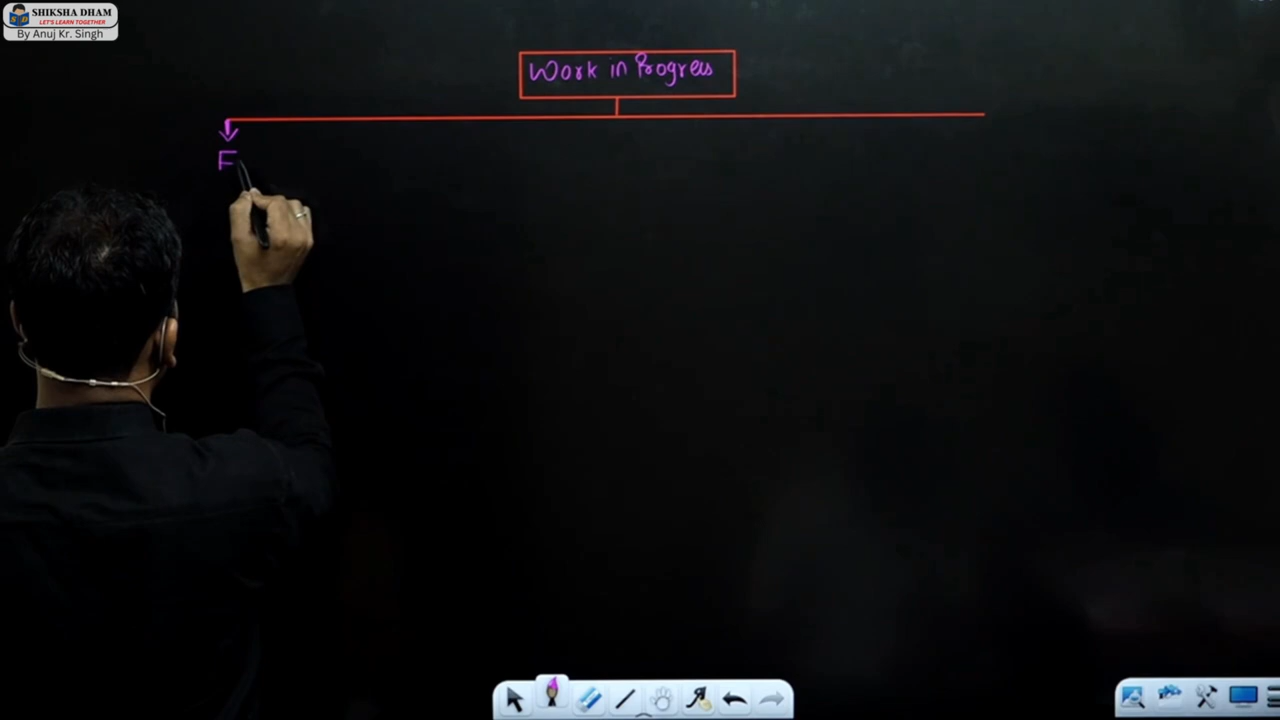 SHIKSHA DHAM
LET'S LEARN TOGETHER
By Anuj Kr. Singh
Work in Progress
F